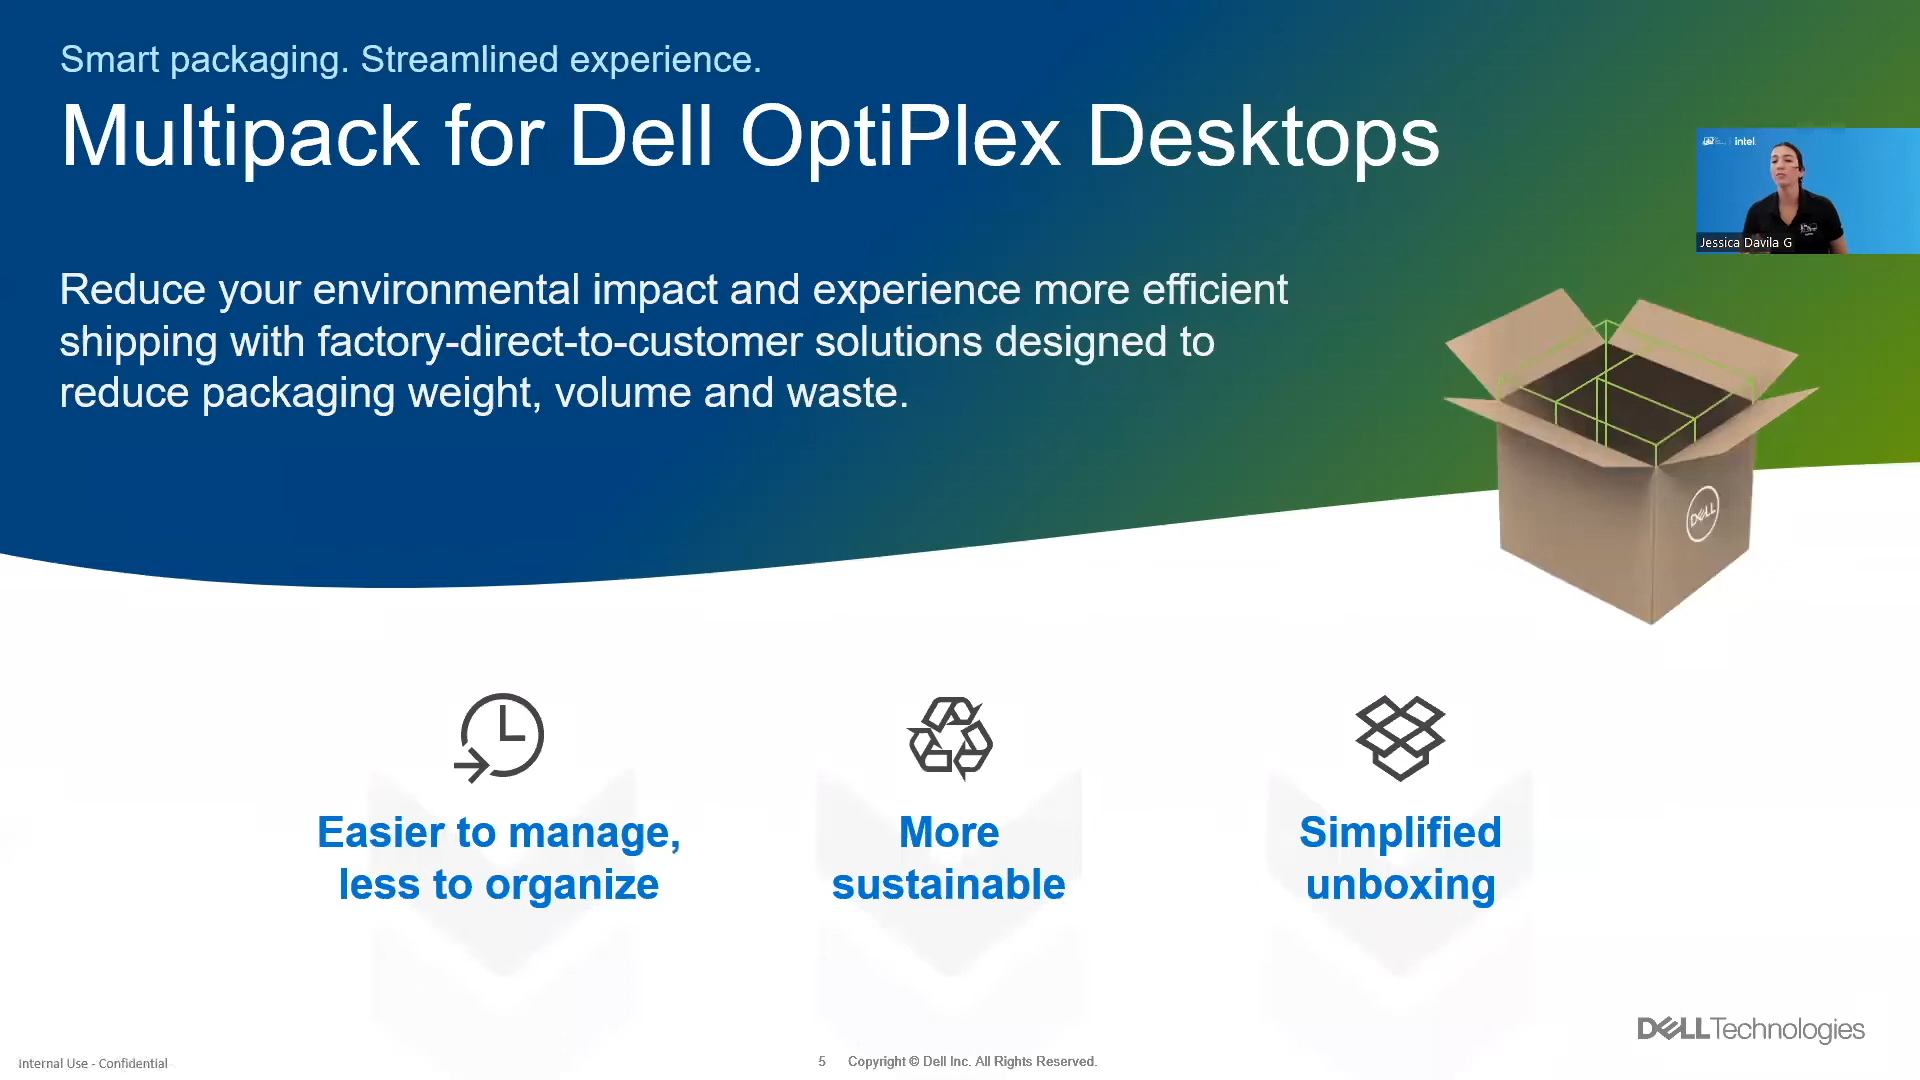 Smart packaging. Streamlined experience.
Multipack for Dell OptiPlex Desktops
intel.
Jessica Davila G
Reduce your environmental impact and experience more efficient
shipping with factory-direct-to-customer solutions designed to
reduce packaging weight, volume and waste.
DELL
Easier to manage,
less to organize
More
sustainable
Simplified
unboxing
DELLTechnologies
Internal Use - Confidential
5 Copyright © Dell Inc. All Rights Reserved.